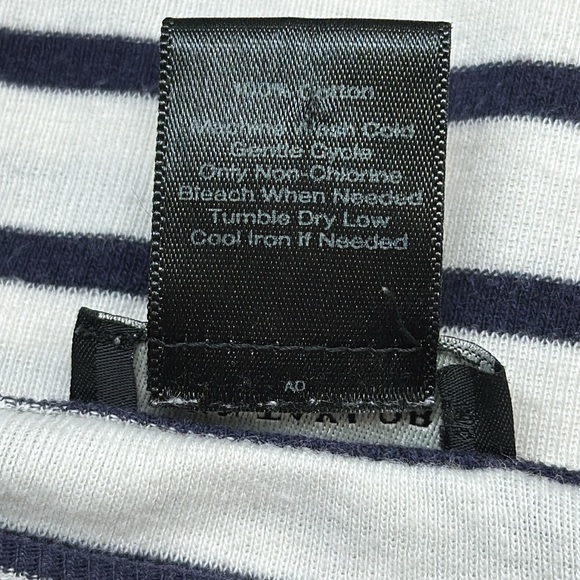 100% Cotton
Machine Wash Cold
Gentle Cycle
Only Non-Chlorine
Bleach When Needed
Tumble Dry Low
Cool Iron If Needed
AD